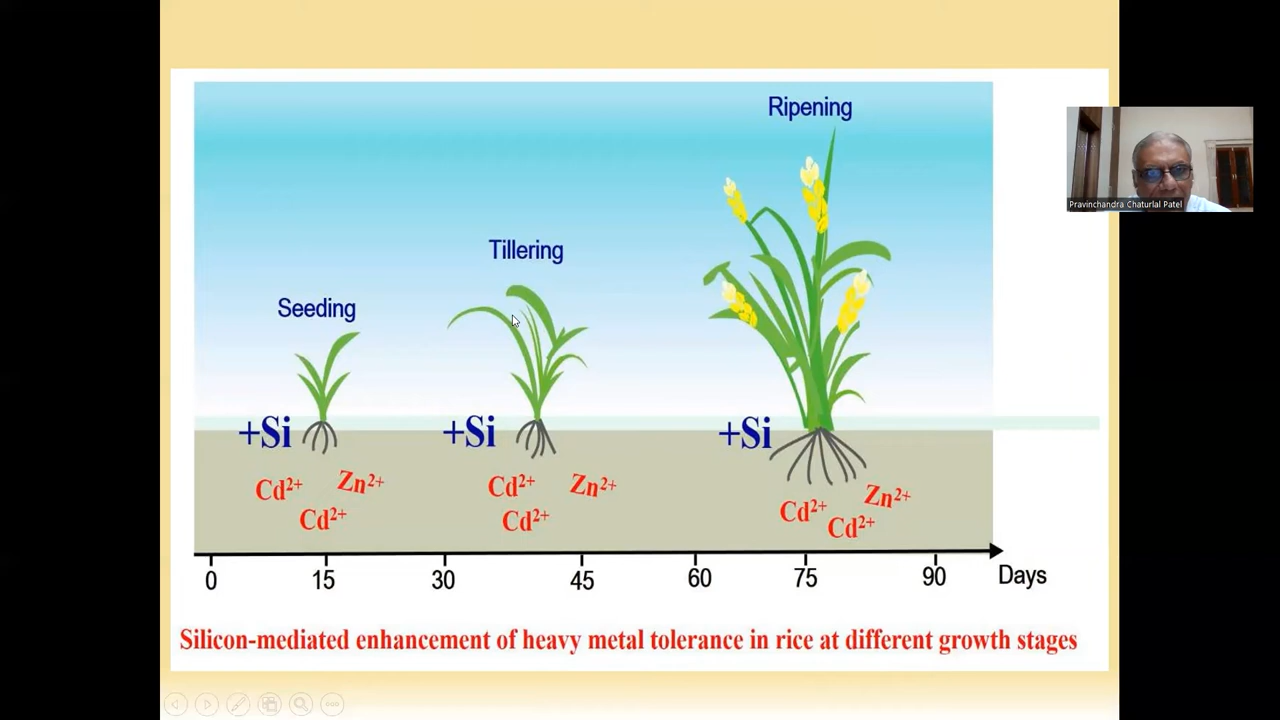 Ripening
Tillering
Seeding
+Si
+Si
+Si
Cd²⁺ Zn²⁺
Cd²⁺
Cd²⁺ Zn²⁺
Cd²⁺
Cd²⁺ Zn²⁺
Cd²⁺
0 15 30 45 60 75 90 Days
Silicon-mediated enhancement of heavy metal tolerance in rice at different growth stages
Pravinchandra Chaturlal Patel